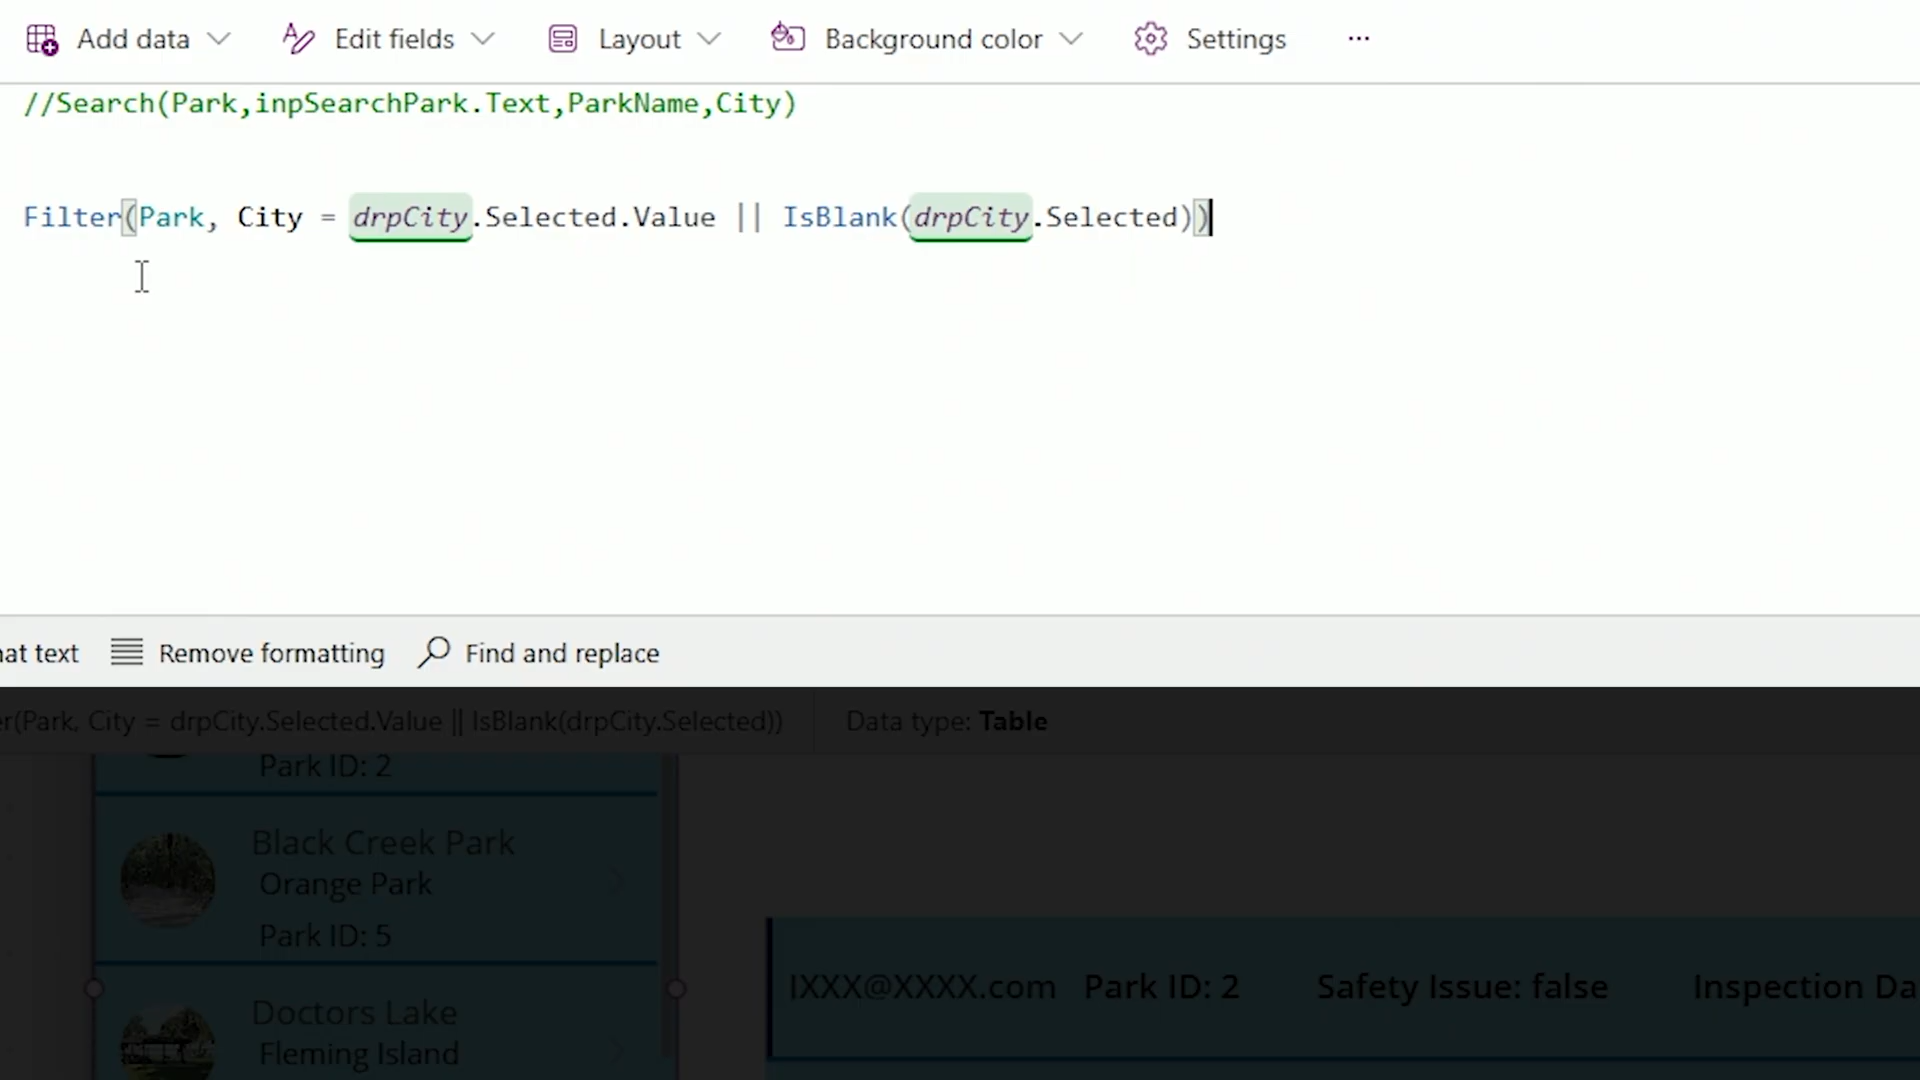 Add data Edit fields Layout Background color Settings ...
//Search(Park,inpSearchPark.Text,ParkName,City)
Filter(Park, City = drpCity.Selected.Value || IsBlank(drpCity.Selected))
at text Remove formatting Find and replace
er(Park, City = drpCity.Selected.Value || IsBlank(drpCity.Selected)) Data type: Table
Park ID: 2
Black Creek Park
Orange Park
Park ID: 5
IXXX@XXXX.com Park ID: 2 Safety Issue: false Inspection Da
Doctors Lake
Fleming Island